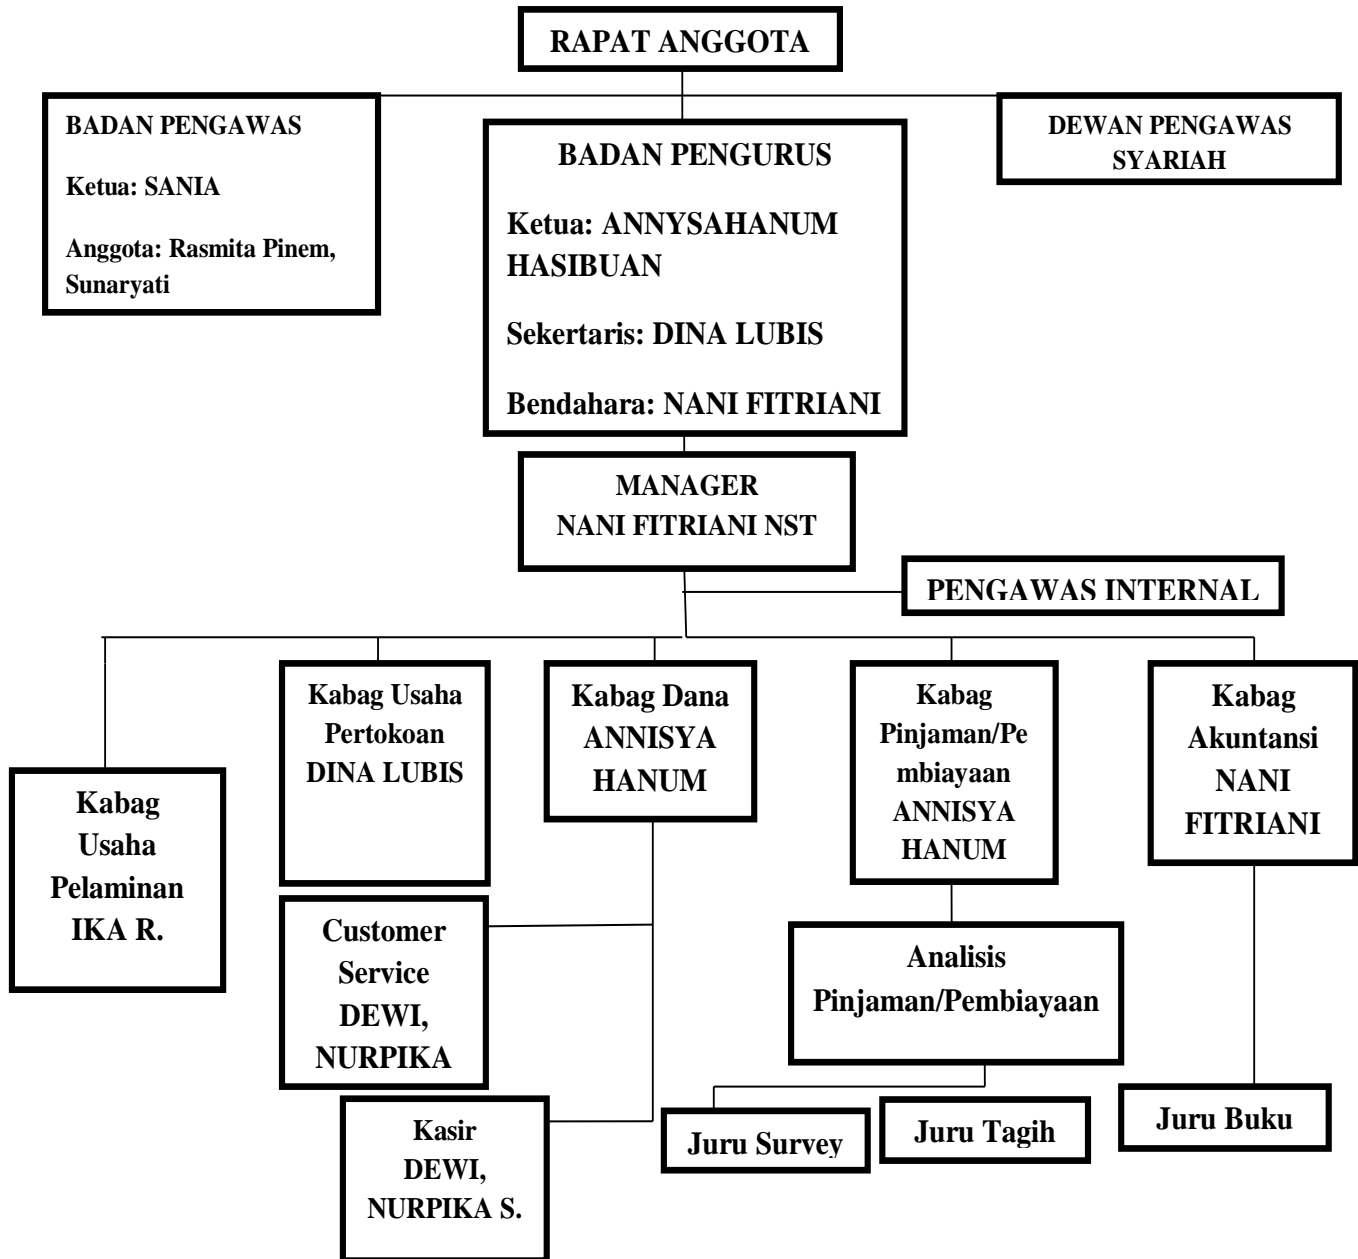 RAPAT ANGGOTA
BADAN PENGAWAS
Ketua: SANIA
Anggota: Rasmita Pinem,
Sunaryati
BADAN PENGURUS
Ketua: ANNYSAHANUM
HASIBUAN
Sekertaris: DINA LUBIS
Bendahara: NANI FITRIANI
DEWAN PENGAWAS
SYARIAH
MANAGER
NANI FITRIANI NST
PENGAWAS INTERNAL
Kabag
Usaha
Pelaminan
IKA R.
Kabag Usaha
Pertokoan
DINA LUBIS
Kabag Dana
ANNISYA
HANUM
Kabag
Pinjaman/Pe
mbiayaan
ANNISYA
HANUM
Kabag
Akuntansi
NANI
FITRIANI
Customer
Service
DEWI,
NURPIKA
Analisis
Pinjaman/Pembiayaan
Kasir
DEWI,
NURPIKA S.
Juru Survey
Juru Tagih
Juru Buku